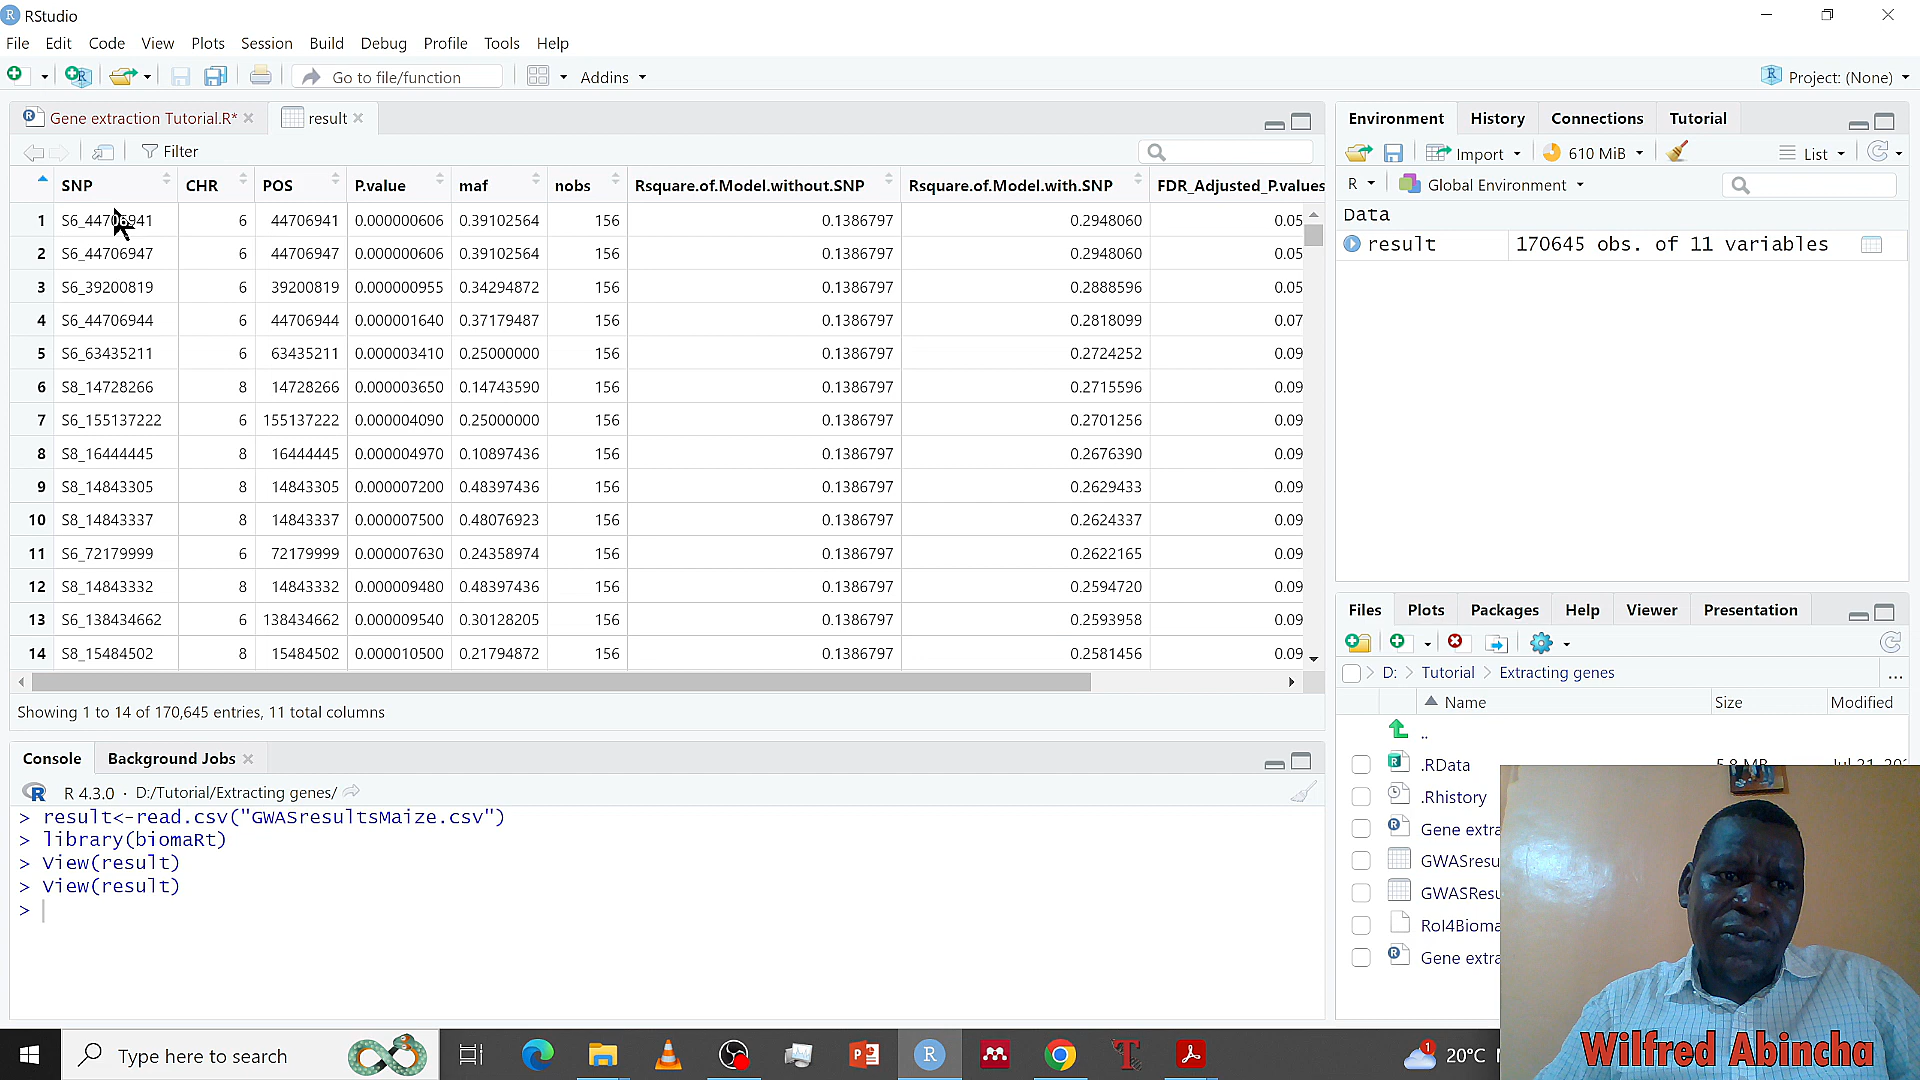 RStudio
File Edit Code View Plots Session Build Debug Profile Tools Help
Go to file/function Addins Project: (None)
Gene extraction Tutorial.R* result
Filter
SNP CHR POS P.value maf nobs Rsquare.of.Model.without.SNP Rsquare.of.Model.with.SNP FDR_Adjusted_P.values
1 S6_44706941 6 44706941 0.000000606 0.39102564 156 0.1386797 0.2948060 0.05
2 S6_44706947 6 44706947 0.000000606 0.39102564 156 0.1386797 0.2948060 0.05
3 S6_39200819 6 39200819 0.000000955 0.34294872 156 0.1386797 0.2888596 0.05
4 S6_44706944 6 44706944 0.000001640 0.37179487 156 0.1386797 0.2818099 0.07
5 S6_63435211 6 63435211 0.000003410 0.25000000 156 0.1386797 0.2724252 0.09
6 S8_14728266 8 14728266 0.000003650 0.14743590 156 0.1386797 0.2715596 0.09
7 S6_155137222 6 155137222 0.000004090 0.25000000 156 0.1386797 0.2701256 0.09
8 S8_16444445 8 16444445 0.000004970 0.10897436 156 0.1386797 0.2676390 0.09
9 S8_14843305 8 14843305 0.000007200 0.48397436 156 0.1386797 0.2629433 0.09
10 S8_14843337 8 14843337 0.000007500 0.48076923 156 0.1386797 0.2624337 0.09
11 S6_72179999 6 72179999 0.000007630 0.24358974 156 0.1386797 0.2622165 0.09
12 S8_14843332 8 14843332 0.000009480 0.48397436 156 0.1386797 0.2594720 0.09
13 S6_138434662 6 138434662 0.000009540 0.30128205 156 0.1386797 0.2593958 0.09
14 S8_15484502 8 15484502 0.000010500 0.21794872 156 0.1386797 0.2581456 0.09
Showing 1 to 14 of 170,645 entries, 11 total columns
Console Background Jobs
R 4.3.0 · D:/Tutorial/Extracting genes/
> result<-read.csv("GWASresultsMaize.csv")
> library(biomaRt)
> View(result)
> View(result)
>
Environment History Connections Tutorial
Import 610 MiB List
R Global Environment
Data
result 170645 obs. of 11 variables
Files Plots Packages Help Viewer Presentation
D: > Tutorial > Extracting genes ...
Name Size Modified
..
.RData 5.8 MB
.Rhistory
Gene extra
GWASresu
GWASResu
RoI4Bioma
Gene extra
Type here to search
1
20°C
Wilfred Abincha